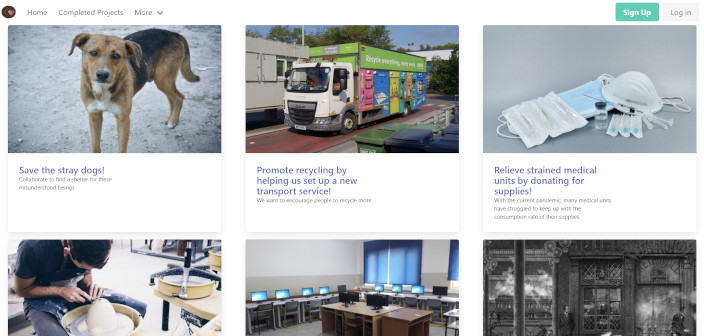 Home Completed Projects More Sign Up Log in
Recycle everything, every week
Save the stray dogs!
Collaborate to find a shelter for these
misunderstood beings
Promote recycling by
helping us set up a new
transport service!
We want to encourage people to recycle more
Relieve strained medical
units by donating for
supplies!
With the current pandemic, many medical units
have struggled to keep up with the
consumption rate of their supplies